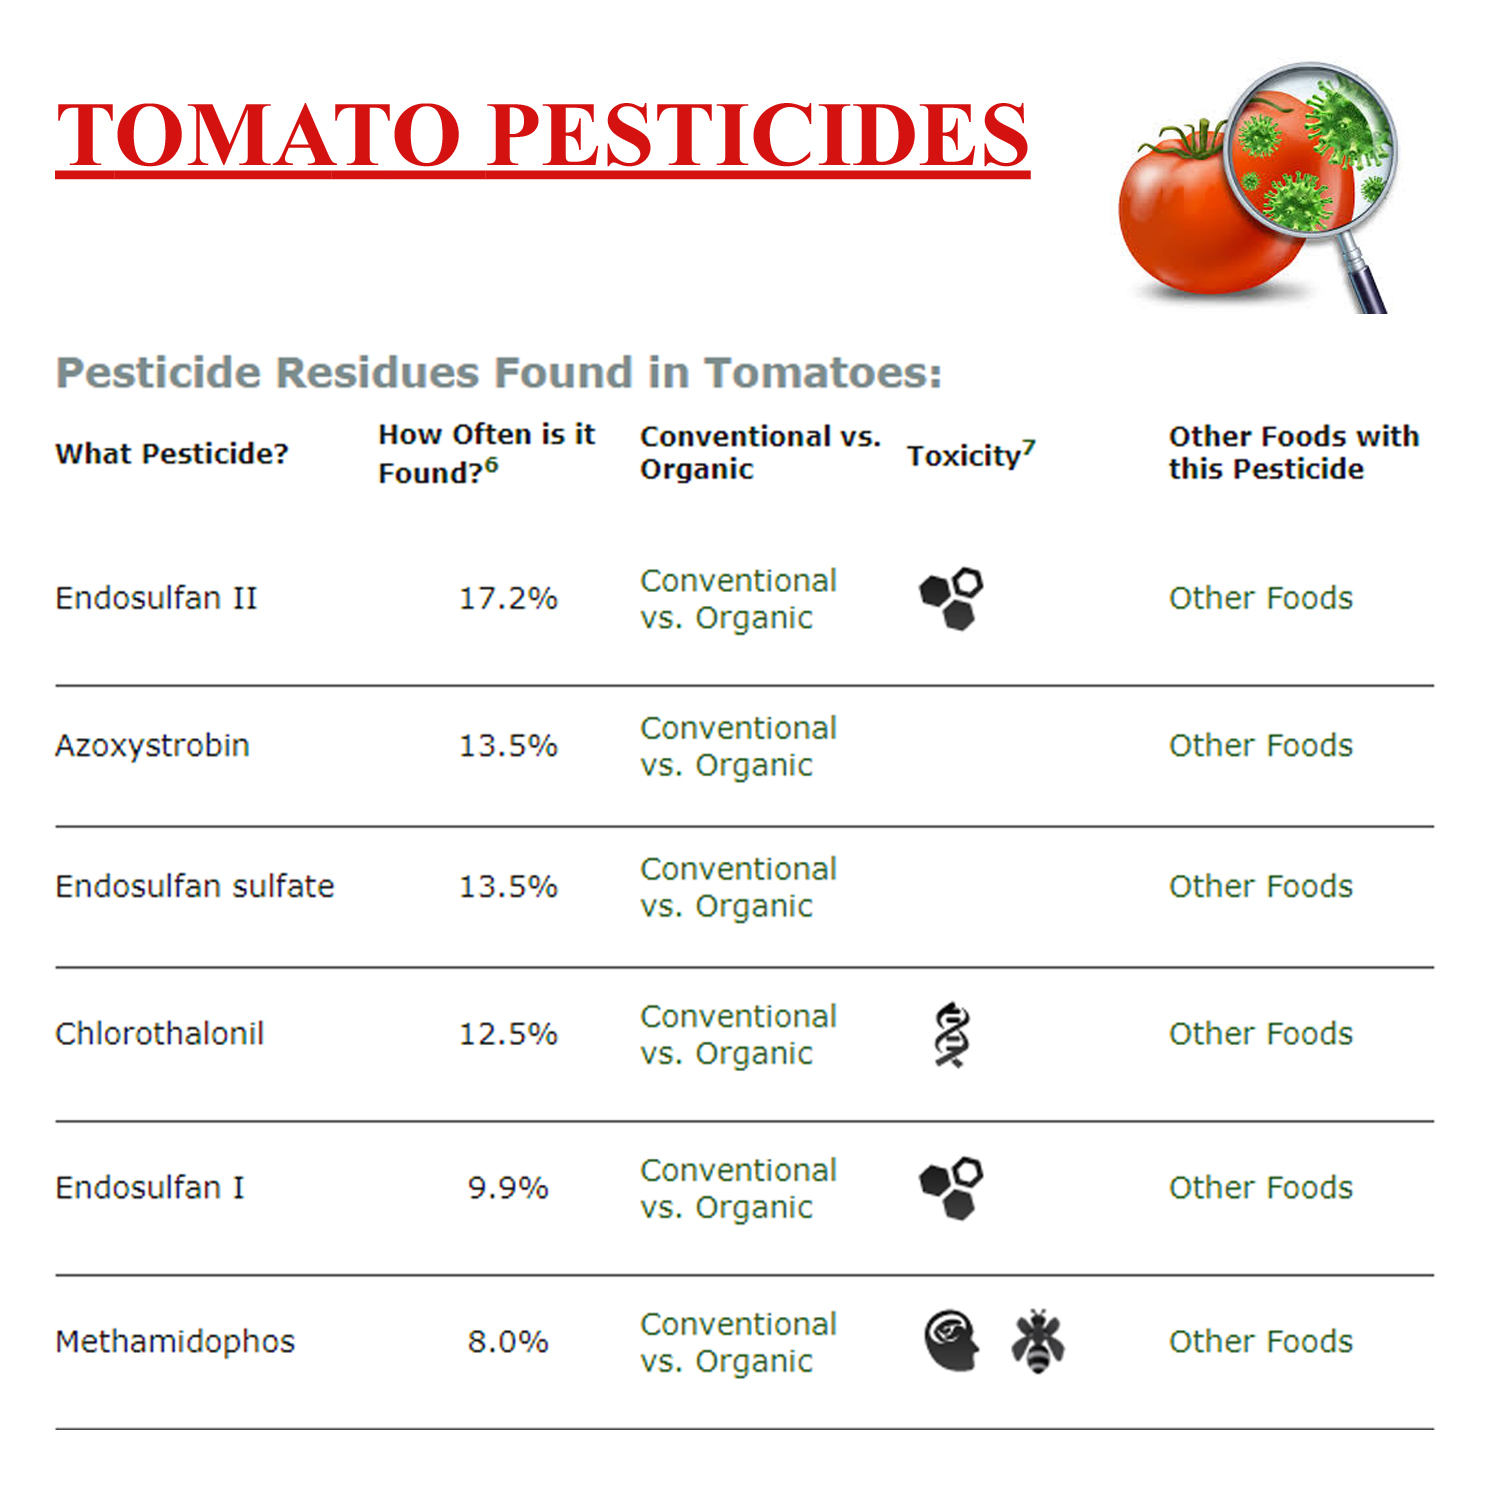 TOMATO PESTICIDES
Pesticide Residues Found in Tomatoes:
What Pesticide?
How Often is it
Found?6
Conventional vs.
Organic
Toxicity7
Other Foods with
this Pesticide
Endosulfan II
17.2%
Conventional
vs. Organic
Other Foods
Azoxystrobin
13.5%
Conventional
vs. Organic
Other Foods
Endosulfan sulfate
13.5%
Conventional
vs. Organic
Other Foods
Chlorothalonil
12.5%
Conventional
vs. Organic
Other Foods
Endosulfan I
9.9%
Conventional
vs. Organic
Other Foods
Methamidophos
8.0%
Conventional
vs. Organic
Other Foods